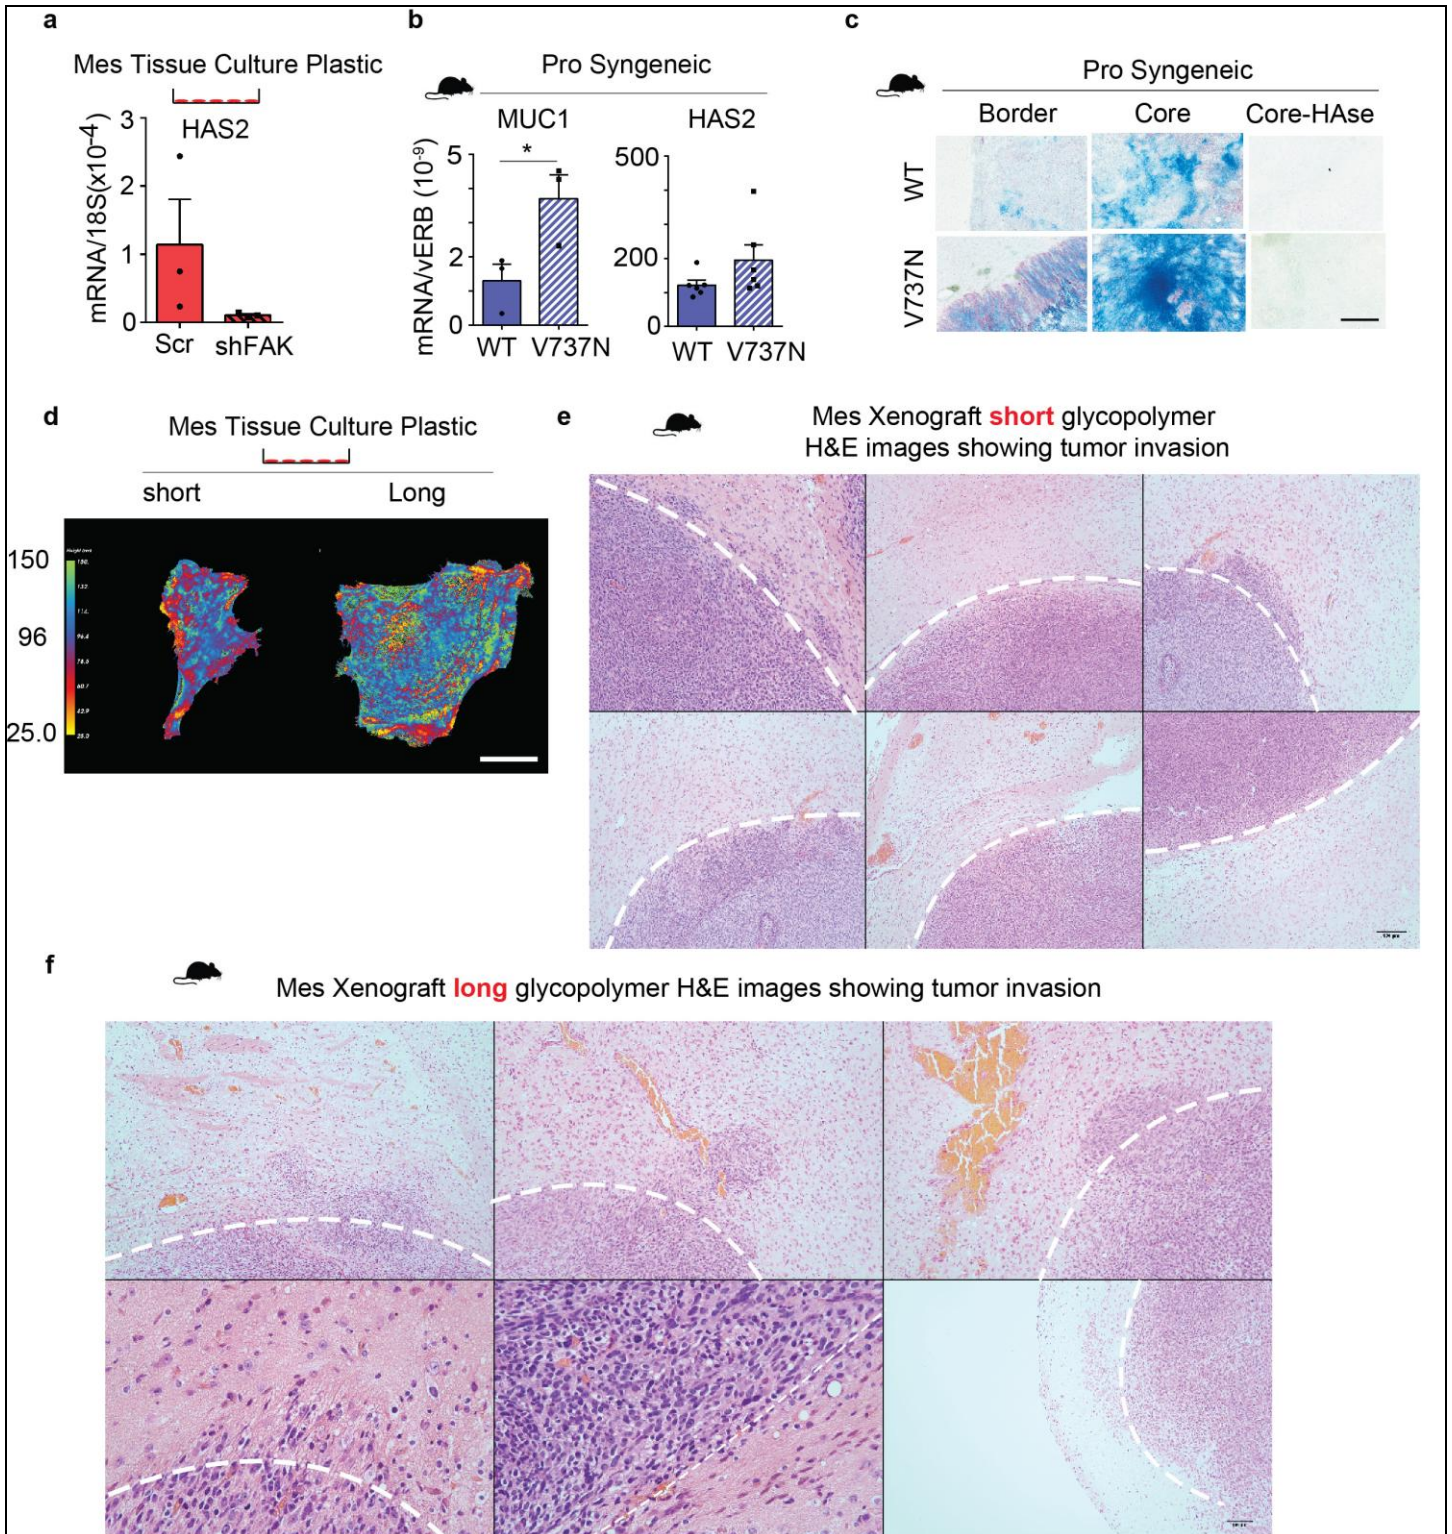 a
Mes Tissue Culture Plastic
HAS2
mRNA/18S(x10-4)
3
2
1
0
Scr
shFAK
b
Pro Syngeneic
MUC1
HAS2
mRNA/vERB (10⁻⁹)
5
2
0
*
WT
V737N
500
200
0
WT
V737N
c
Pro Syngeneic
Border
Core
Core-HAse
WT
V737N
d
Mes Tissue Culture Plastic
short
Long
150
96
25.0
e
Mes Xenograft short glycopolymer
H&E images showing tumor invasion
f
Mes Xenograft long glycopolymer H&E images showing tumor invasion